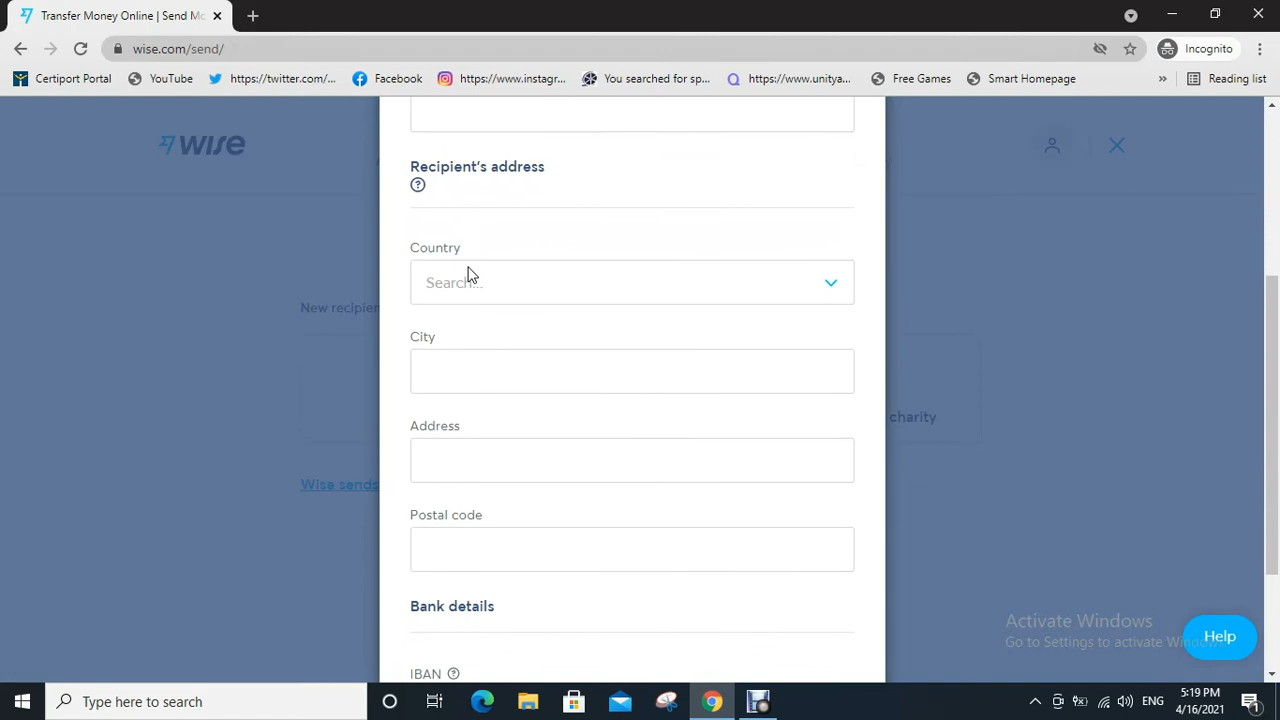 Transfer Money Online | Send Mo
Incognito
wise.com/send/
Certiport Portal
YouTube
https://twitter.com/...
Facebook
https://www.instagr...
You searched for sp...
https://www.unitya...
Free Games
Smart Homepage
»
Reading list
wise
Recipient's address
Country
Search...
New recipien
City
charity
Address
Wise sends
Postal code
Bank details
Activate Windows
Go to Settings to activate Windows.
Help
IBAN
Type here to search
ENG
5:19 PM
4/16/2021
1